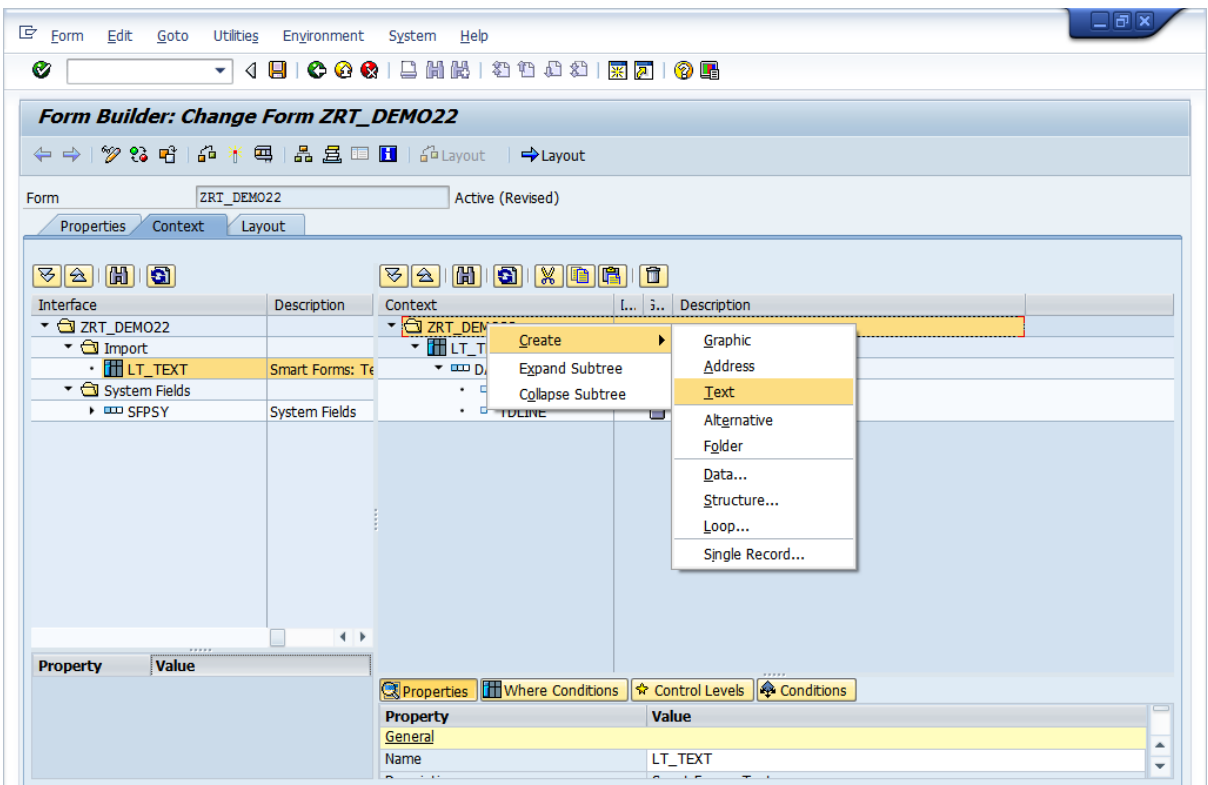 Form Edit Goto Utilities Environment System Help
Form Builder: Change Form ZRT_DEMO22
Layout Layout
Form ZRT_DEMO22 Active (Revised)
Properties Context Layout
Interface Description Context I... S.. Description
ZRT_DEMO22 ZRT_DEM
Import LT_T
LT_TEXT Smart Forms: Te
System Fields
SFPSY System Fields TDLINE
Create
Expand Subtree
Collapse Subtree
Graphic
Address
Text
Alternative
Folder
Data...
Structure...
Loop...
Single Record...
Property Value
Properties Where Conditions Control Levels Conditions
Property Value
General
Name LT_TEXT